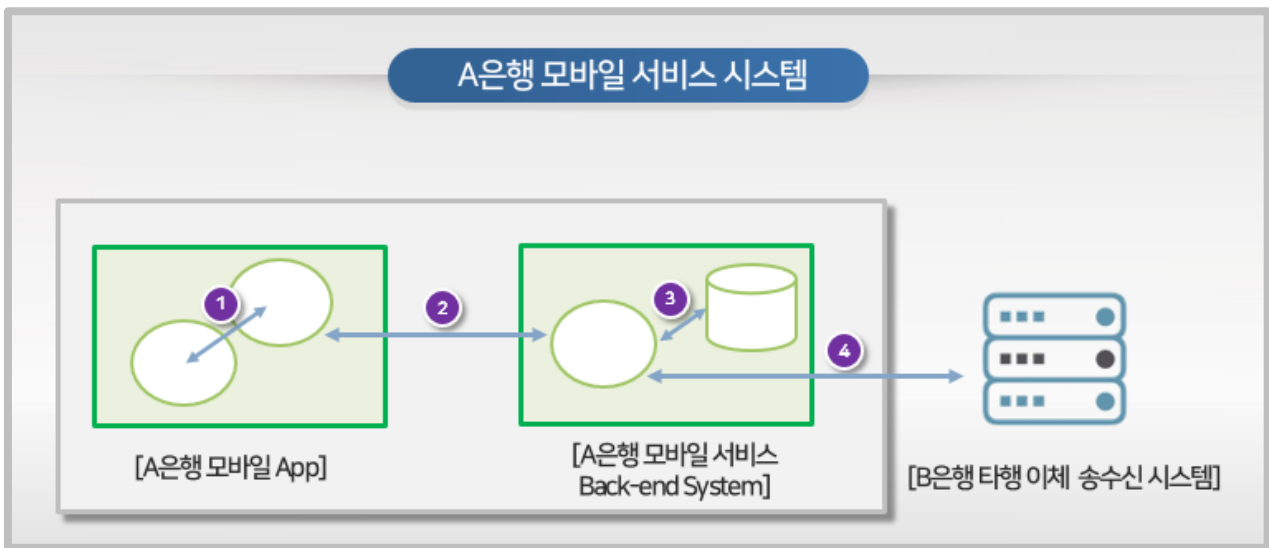 A은행 모바일 서비스 시스템
1
2
3
4
[A은행 모바일 App]
[A은행 모바일 서비스
Back-end System]
[B은행 타행 이체 송수신 시스템]